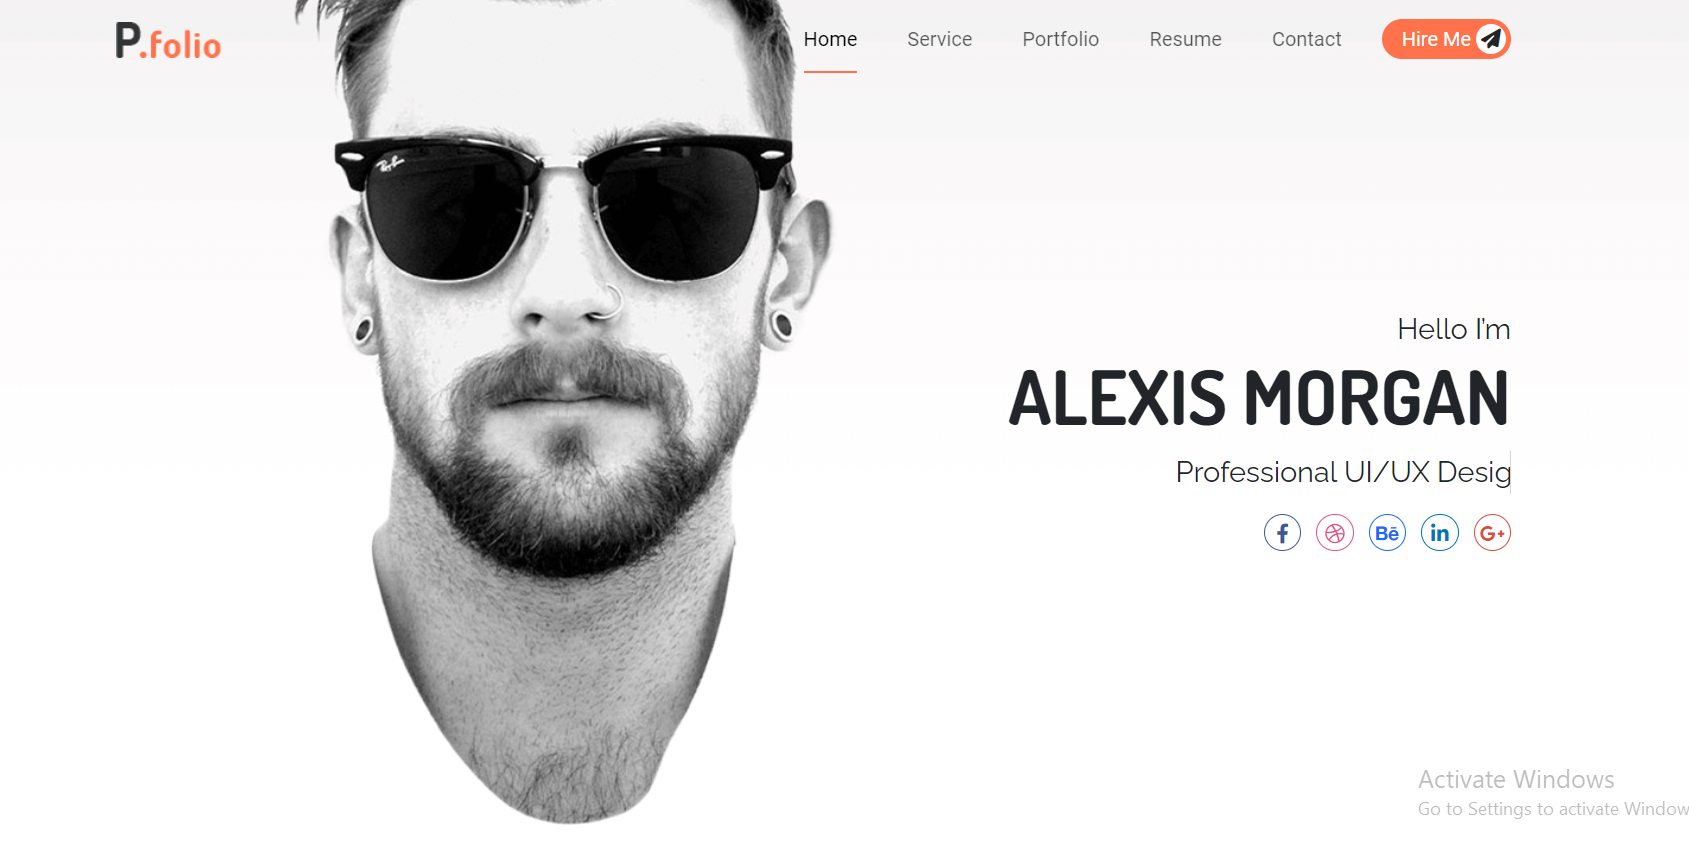 P.folio
Home Service Portfolio Resume Contact Hire Me
Ray-Ban
Hello I'm
ALEXIS MORGAN
Professional UI/UX Desig
f Bē in G+
Activate Windows
Go to Settings to activate Window